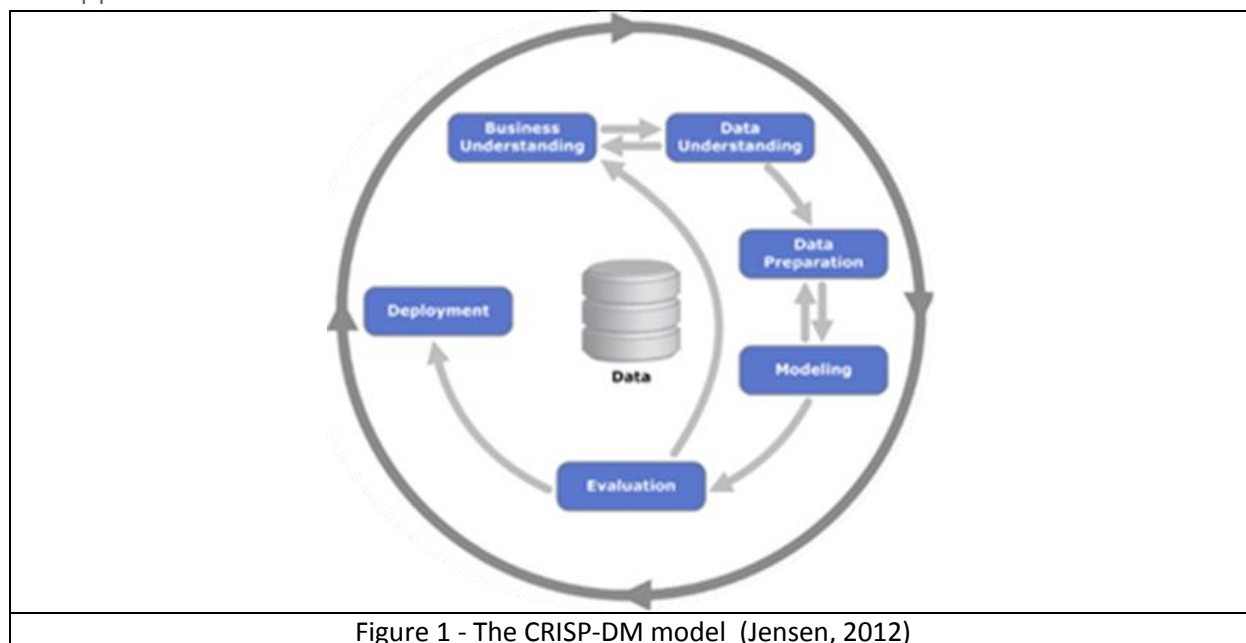 Business
Understanding
Data
Understanding
Data
Preparation
Deployment
Data
Modeling
Evaluation
Figure 1 - The CRISP-DM model (Jensen, 2012)